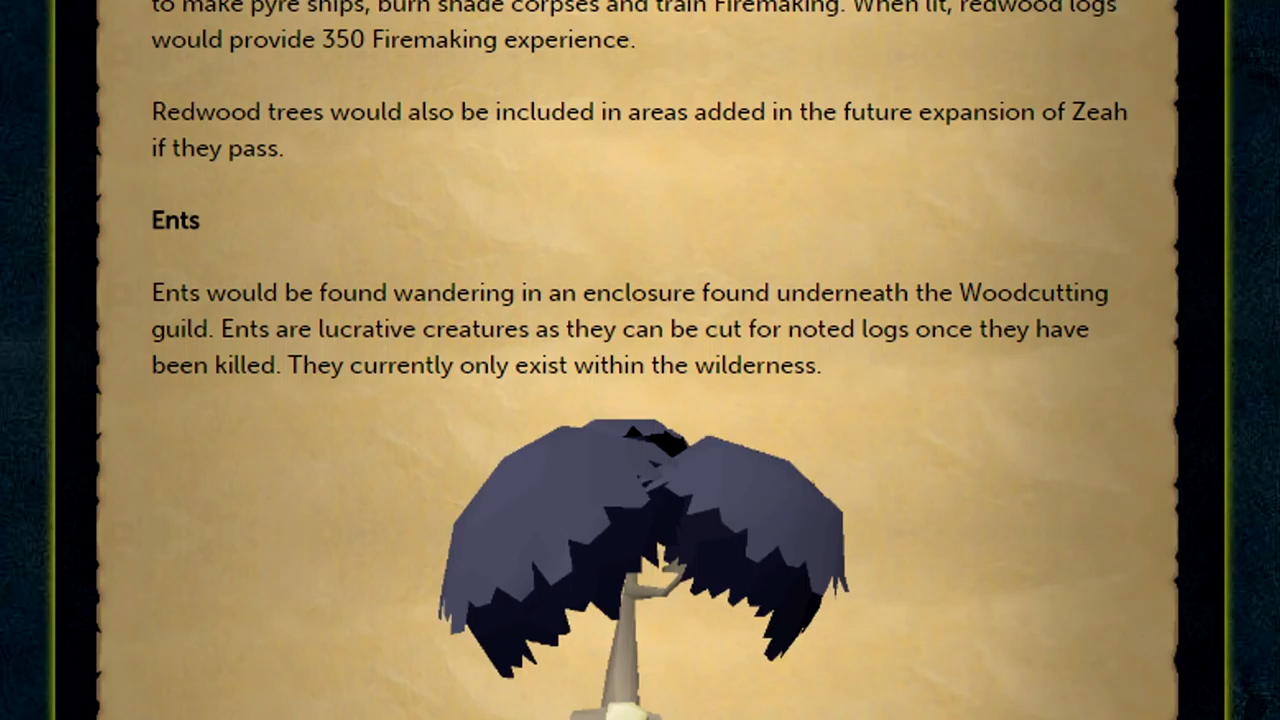 to make pyre ships, burn shade corpses and train Firemaking. When lit, redwood logs
would provide 350 Firemaking experience.
Redwood trees would also be included in areas added in the future expansion of Zeah
if they pass.
Ents
Ents would be found wandering in an enclosure found underneath the Woodcutting
guild. Ents are lucrative creatures as they can be cut for noted logs once they have
been killed. They currently only exist within the wilderness.